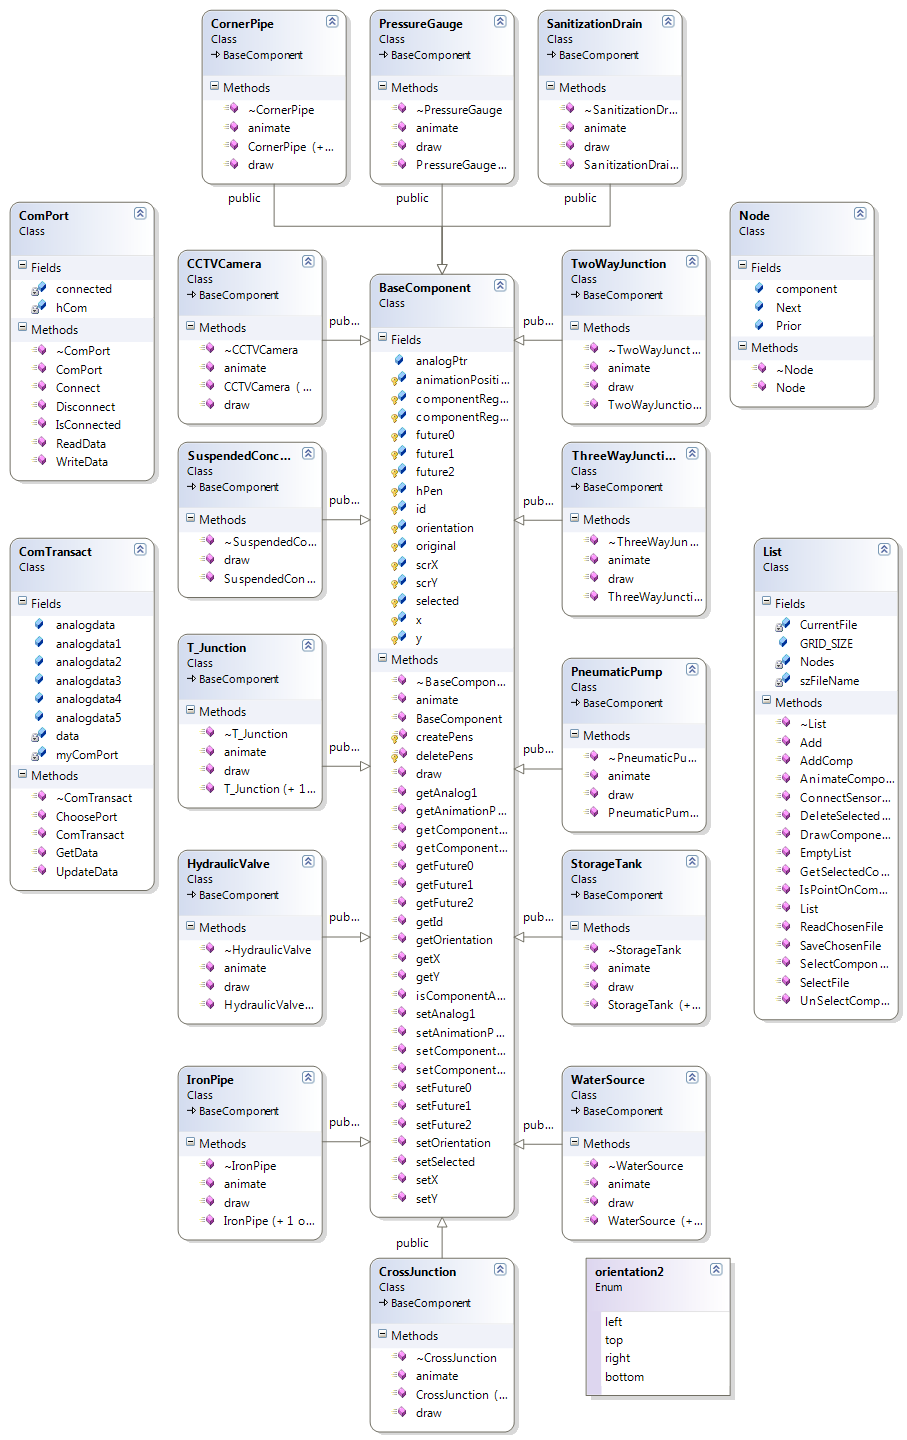 CornerPipe
Class
BaseComponent
Methods
~CornerPipe
animate
CornerPipe (+...
draw
public
PressureGauge
Class
BaseComponent
Methods
~PressureGauge
animate
draw
PressureGauge...
public
SanitizationDrain
Class
BaseComponent
Methods
~SanitizationDr...
animate
draw
SanitizationDrai...
public
ComPort
Class
Fields
connected
hCom
Methods
~ComPort
ComPort
Connect
Disconnect
IsConnected
ReadData
WriteData
ComTransact
Class
Fields
analogdata
analogdata1
analogdata2
analogdata3
analogdata4
analogdata5
data
myComPort
Methods
~ComTransact
ChoosePort
ComTransact
GetData
UpdateData
CCTVCamera
Class
BaseComponent
Methods
~CCTVCamera
animate
CCTVCamera (...
draw
pub...
SuspendedConc...
Class
BaseComponent
Methods
~SuspendedCo...
draw
SuspendedCon...
pub...
T_Junction
Class
BaseComponent
Methods
~T_Junction
animate
draw
T_Junction (+ 1...
pub...
HydraulicValve
Class
BaseComponent
Methods
~HydraulicValve
animate
draw
HydraulicValve...
pub...
IronPipe
Class
BaseComponent
Methods
~IronPipe
animate
draw
IronPipe (+ 1 o...
pub...
BaseComponent
Class
Fields
analogPtr
animationPositi...
componentReg...
componentReg...
future0
future1
future2
hPen
id
orientation
original
scrX
scrY
selected
x
y
Methods
~BaseCompon...
animate
BaseComponent
createPens
deletePens
draw
getAnalog1
getAnimationP...
getComponent...
getComponent...
getFuture0
getFuture1
getFuture2
getId
getOrientation
getX
getY
isComponentA...
setAnalog1
setAnimationP...
setComponent...
setComponent...
setFuture0
setFuture1
setFuture2
setOrientation
setSelected
setX
setY
public
CrossJunction
Class
BaseComponent
Methods
~CrossJunction
animate
CrossJunction (...
draw
pub...
TwoWayJunction
Class
BaseComponent
Methods
~TwoWayJunct...
animate
draw
TwoWayJunctio...
pub...
ThreeWayJuncti...
Class
BaseComponent
Methods
~ThreeWayJun...
animate
draw
ThreeWayJuncti...
pub...
PneumaticPump
Class
BaseComponent
Methods
~PneumaticPu...
animate
draw
PneumaticPum...
pub...
StorageTank
Class
BaseComponent
Methods
~StorageTank
animate
draw
StorageTank (+...
pub...
WaterSource
Class
BaseComponent
Methods
~WaterSource
animate
draw
WaterSource (+...
orientation2
Enum
left
top
right
bottom
Node
Class
Fields
component
Next
Prior
Methods
~Node
Node
List
Class
Fields
CurrentFile
GRID_SIZE
Nodes
szFileName
Methods
~List
Add
AddComp
AnimateCompo...
ConnectSensor...
DeleteSelected...
DrawCompone...
EmptyList
GetSelectedCo...
IsPointOnCom...
List
ReadChosenFile
SaveChosenFile
SelectCompon...
SelectFile
UnSelectComp...